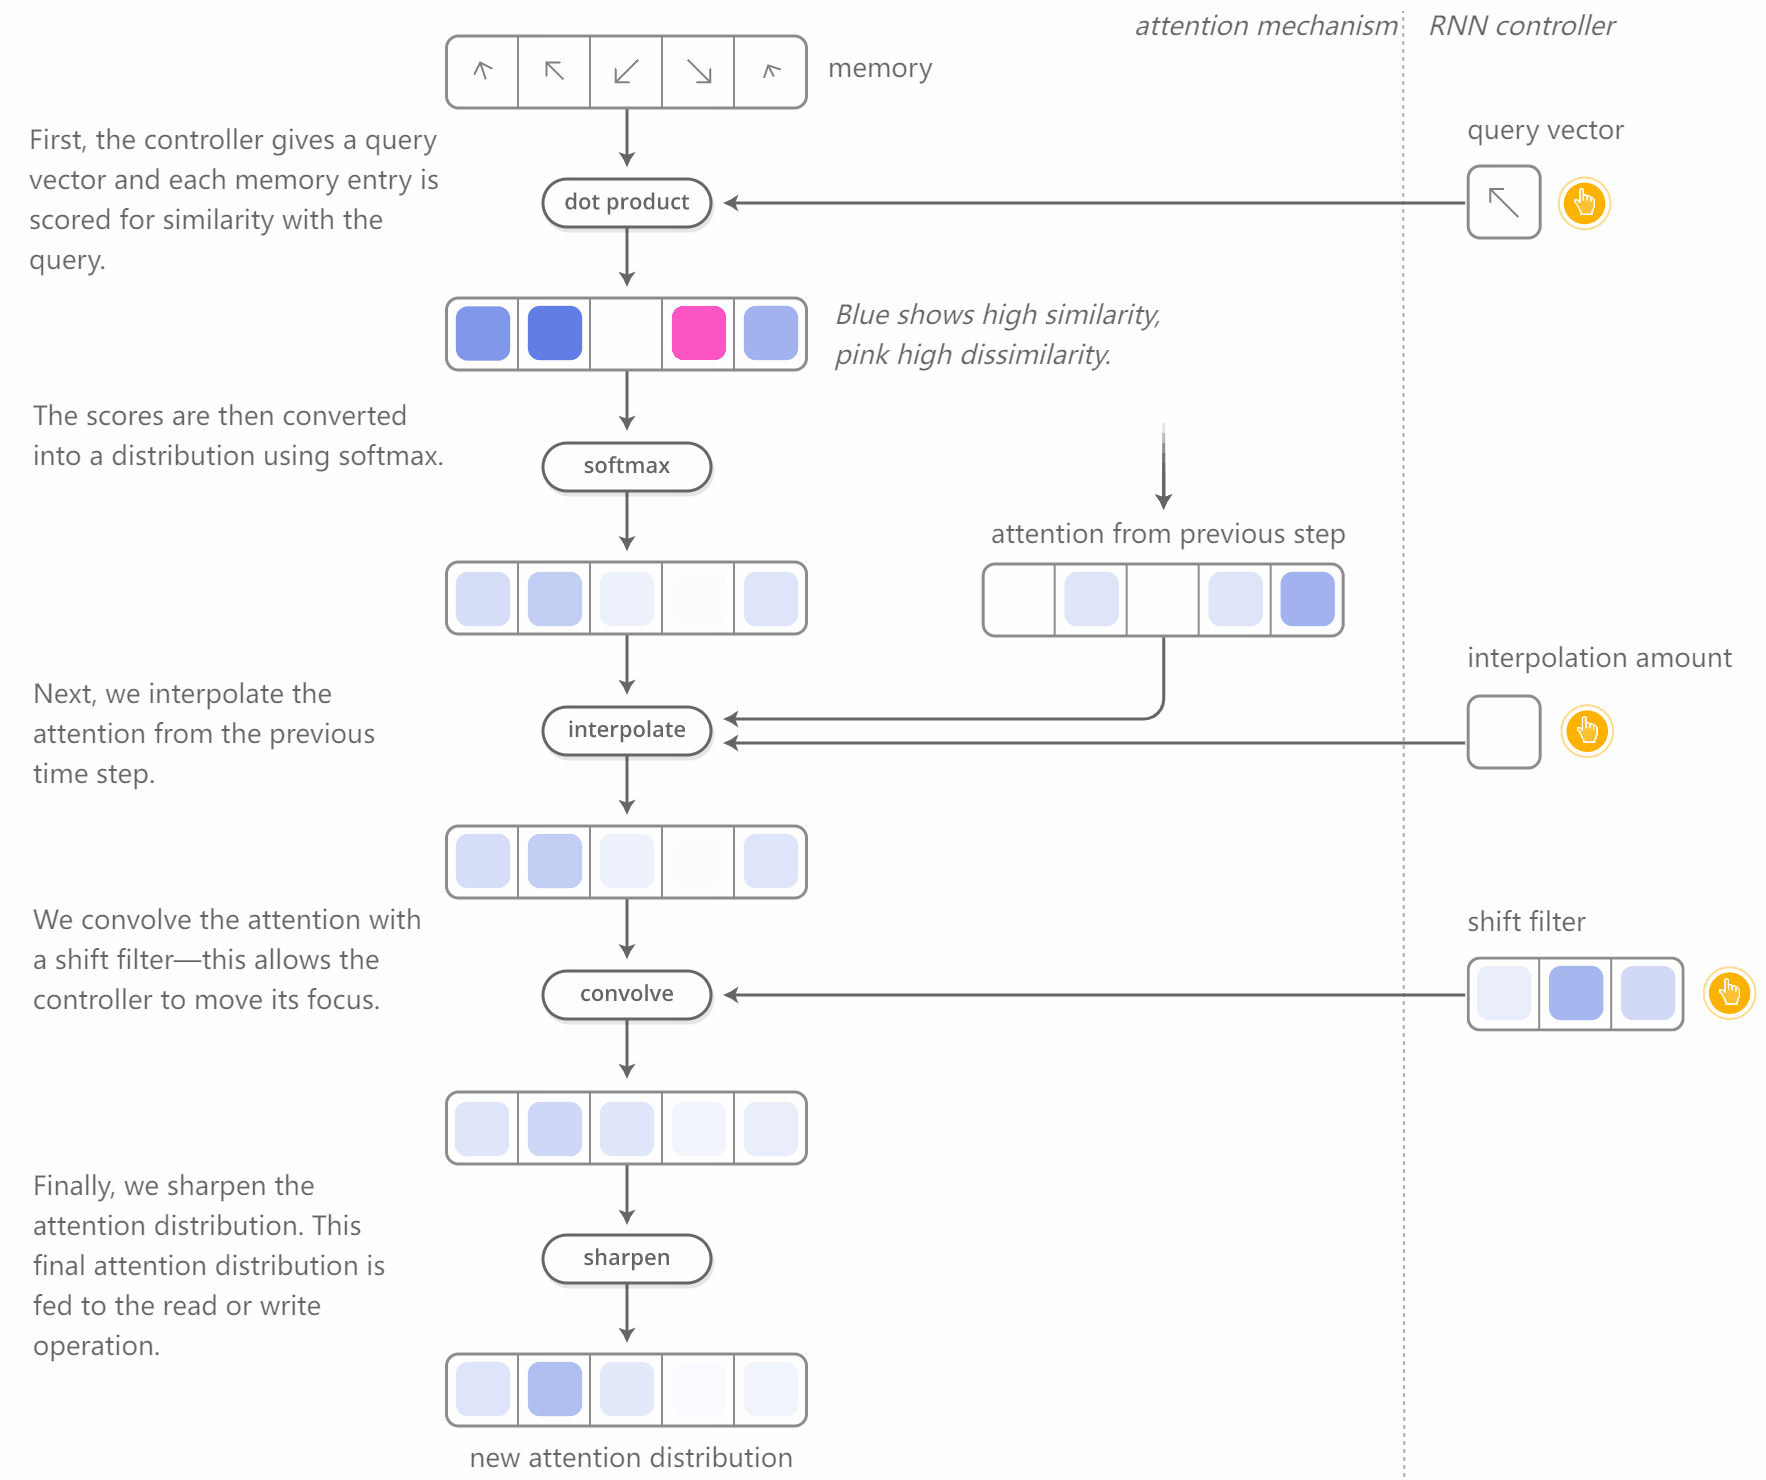 attention mechanism
RNN controller
memory
First, the controller gives a query
vector and each memory entry is
scored for similarity with the
query.
query vector
dot product
Blue shows high similarity,
pink high dissimilarity.
The scores are then converted
into a distribution using softmax.
softmax
attention from previous step
interpolation amount
Next, we interpolate the
attention from the previous
time step.
interpolate
We convolve the attention with
a shift filter—this allows the
controller to move its focus.
shift filter
convolve
Finally, we sharpen the
attention distribution. This
final attention distribution is
fed to the read or write
operation.
sharpen
new attention distribution